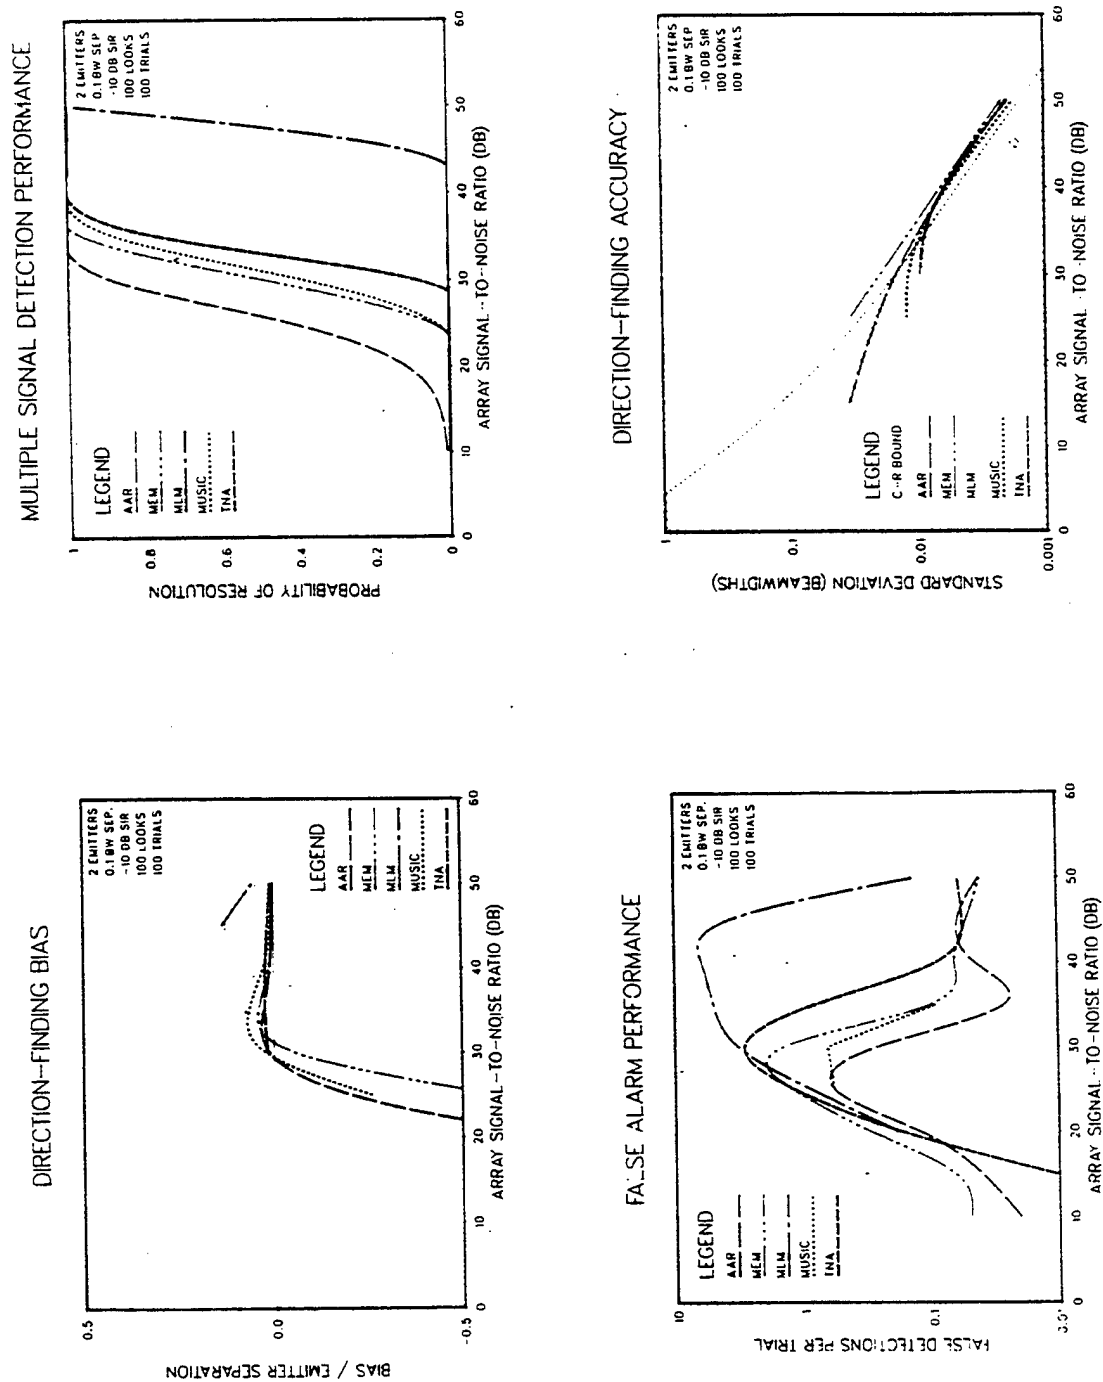 MULTIPLE SIGNAL DETECTION PERFORMANCE
2 EMITTERS
0.1 BW SEP
-10 DB SIR
100 LOOKS
100 TRIALS
LEGEND
AAR
MEM
MLM
MUSIC
TNA
PROBABILITY OF RESOLUTION
1
0.8
0.6
0.4
0.2
0
0
10
20
30
40
50
60
ARRAY SIGNAL-TO-NOISE RATIO (DB)
DIRECTION-FINDING ACCURACY
2 EMITTERS
0.1 BW SEP
-10 DB SIR
100 LOOKS
100 TRIALS
LEGEND
C-R BOUND
AAR
MEM
MLM
MUSIC
TNA
STANDARD DEVIATION (BEAMWIDTHS)
1
0.1
0.01
0.001
0
10
20
30
40
50
60
ARRAY SIGNAL-TO-NOISE RATIO (DB)
DIRECTION-FINDING BIAS
2 EMITTERS
0.1 BW SEP.
-10 DB SIR
100 LOOKS
100 TRIALS
LEGEND
AAR
MEM
MLM
MUSIC
TNA
BIAS / EMITTER SEPARATION
0.5
0.0
-0.5
0
10
20
30
40
50
60
ARRAY SIGNAL-TO-NOISE RATIO (DB)
FALSE ALARM PERFORMANCE
2 EMITTERS
0.1 BW SEP.
-10 DB SIR
100 LOOKS
100 TRIALS
LEGEND
AAR
MEM
MLM
MUSIC
TNA
FALSE DETECTIONS PER TRIAL
10
1
0.1
0
10
20
30
40
50
60
ARRAY SIGNAL-TO-NOISE RATIO (DB)